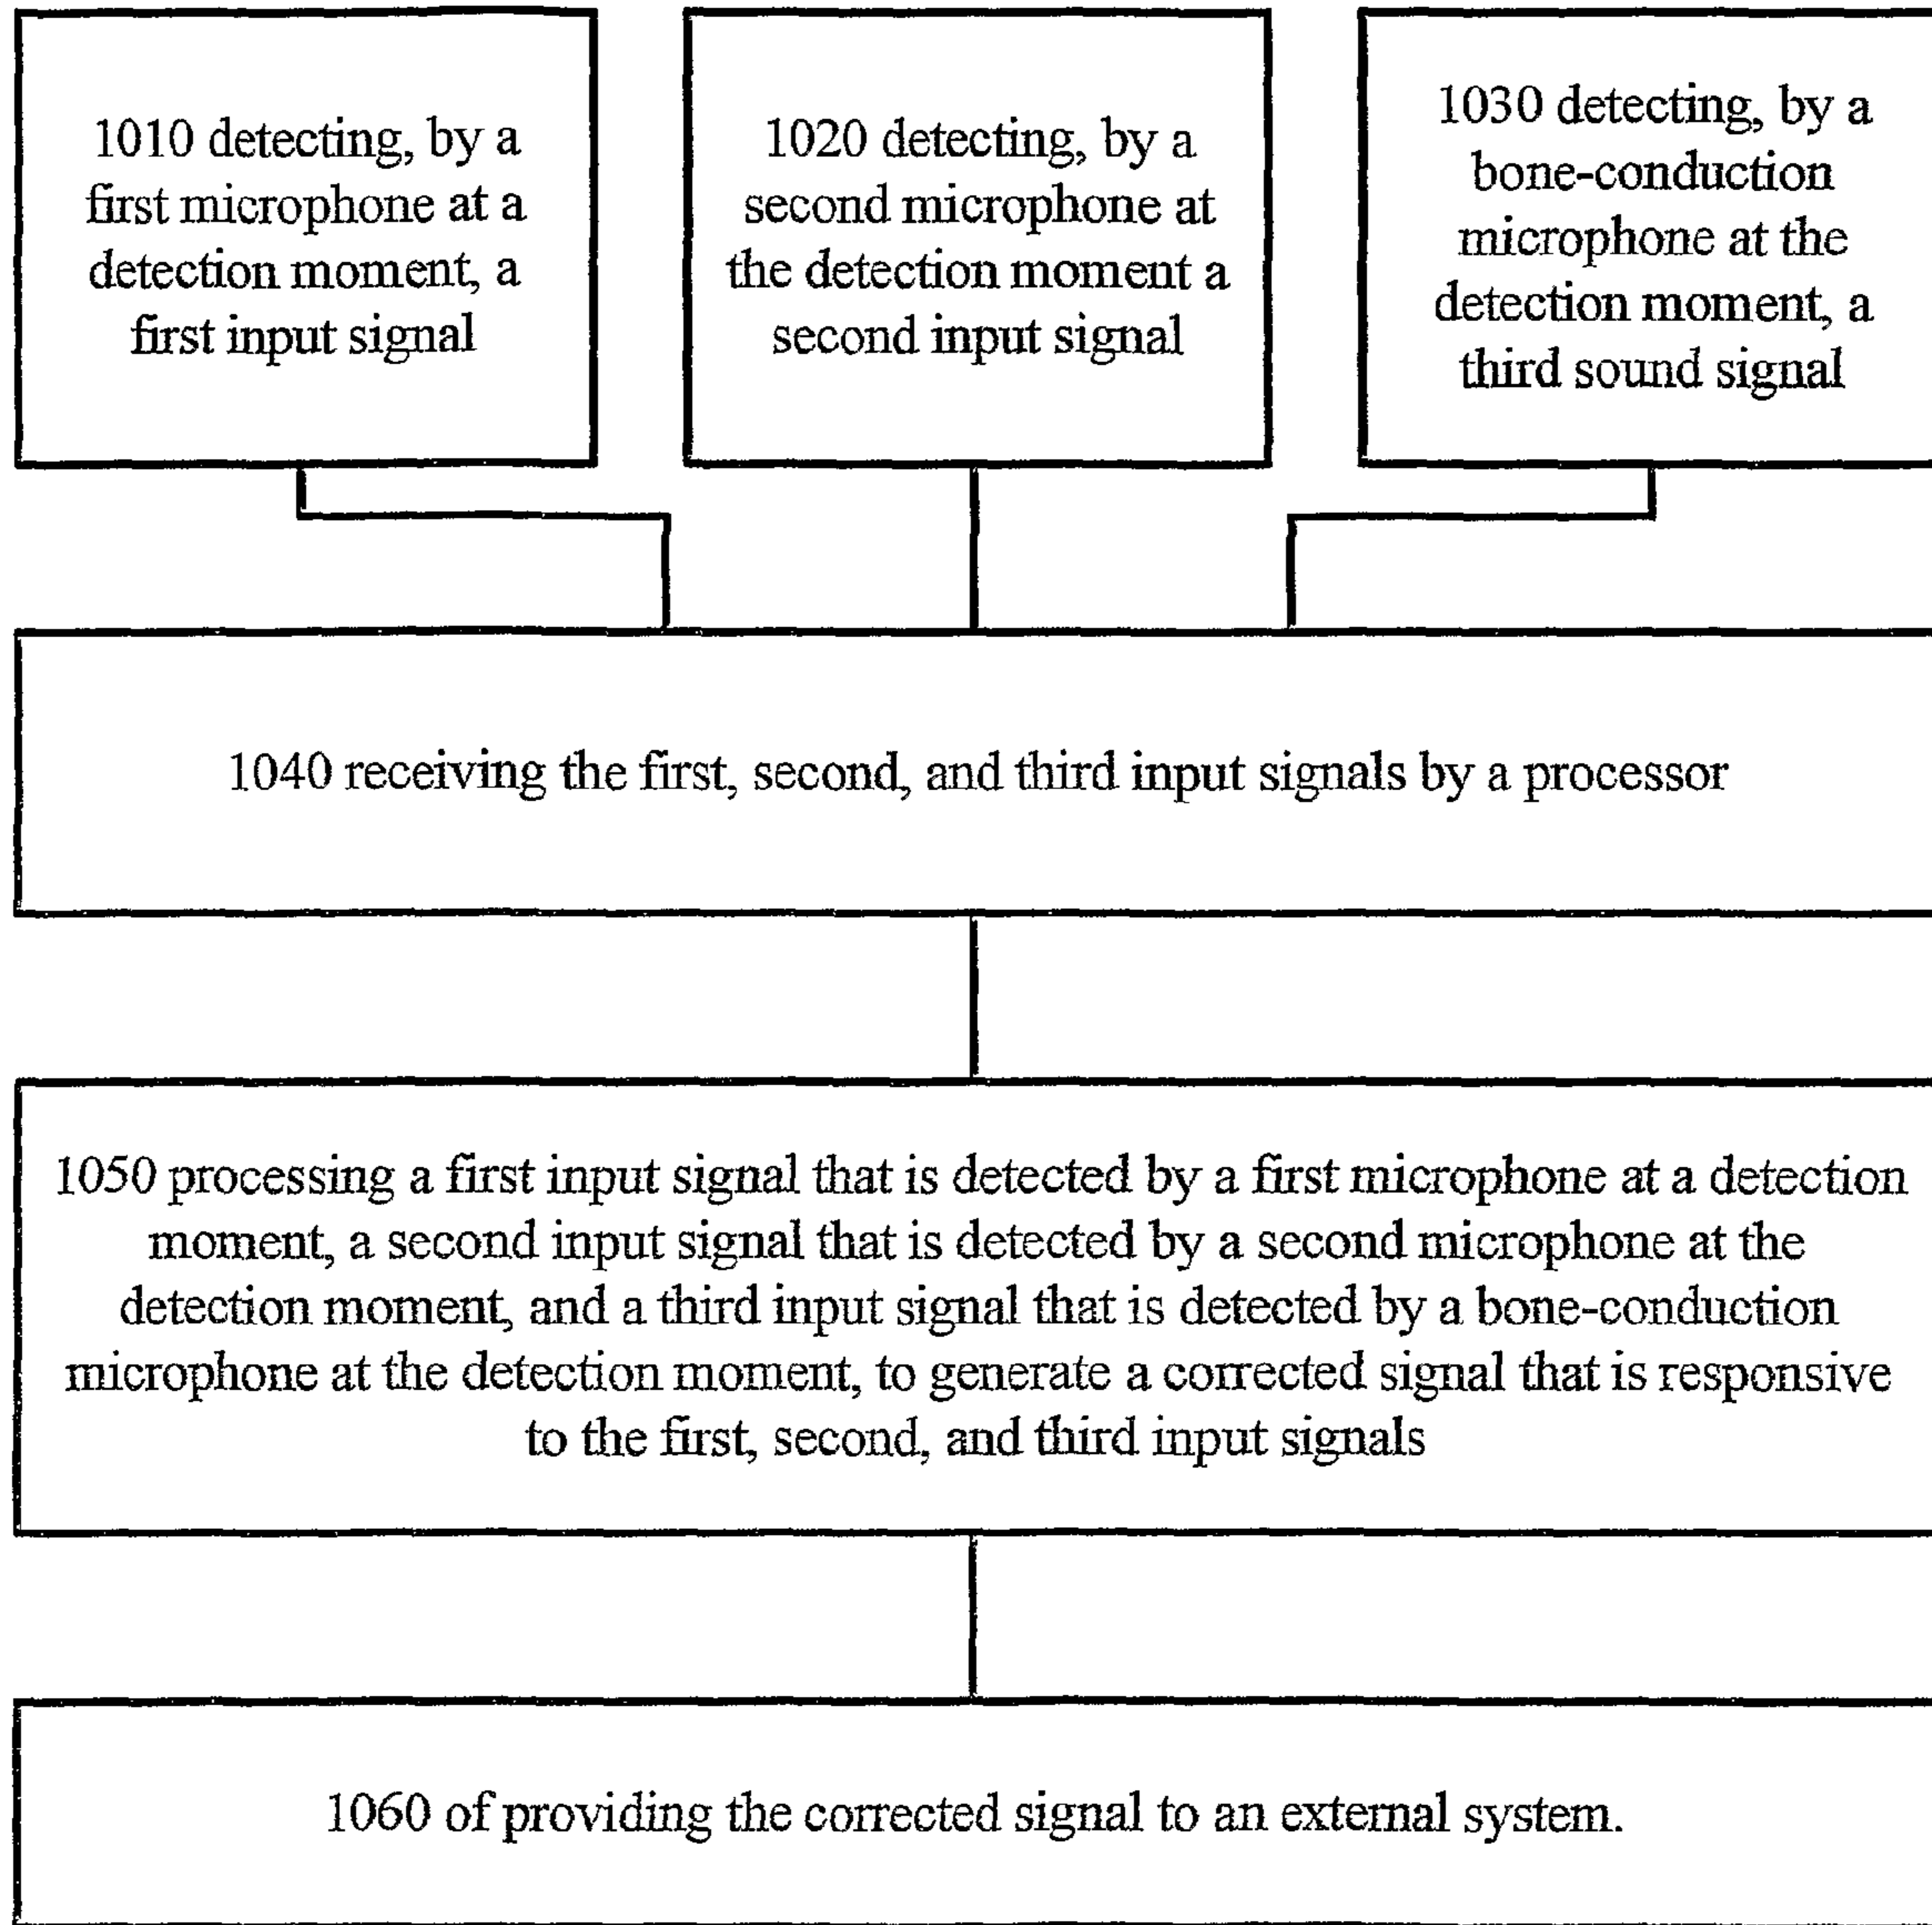 1010 detecting, by a
first microphone at a
detection moment, a
first input signal
1020 detecting, by a
second microphone at
the detection moment a
second input signal
1030 detecting, by a
bone-conduction
microphone at the
detection moment, a
third sound signal
1040 receiving the first, second, and third input signals by a processor
1050 processing a first input signal that is detected by a first microphone at a detection
moment, a second input signal that is detected by a second microphone at the
detection moment, and a third input signal that is detected by a bone-conduction
microphone at the detection moment, to generate a corrected signal that is responsive
to the first, second, and third input signals
1060 of providing the corrected signal to an external system.